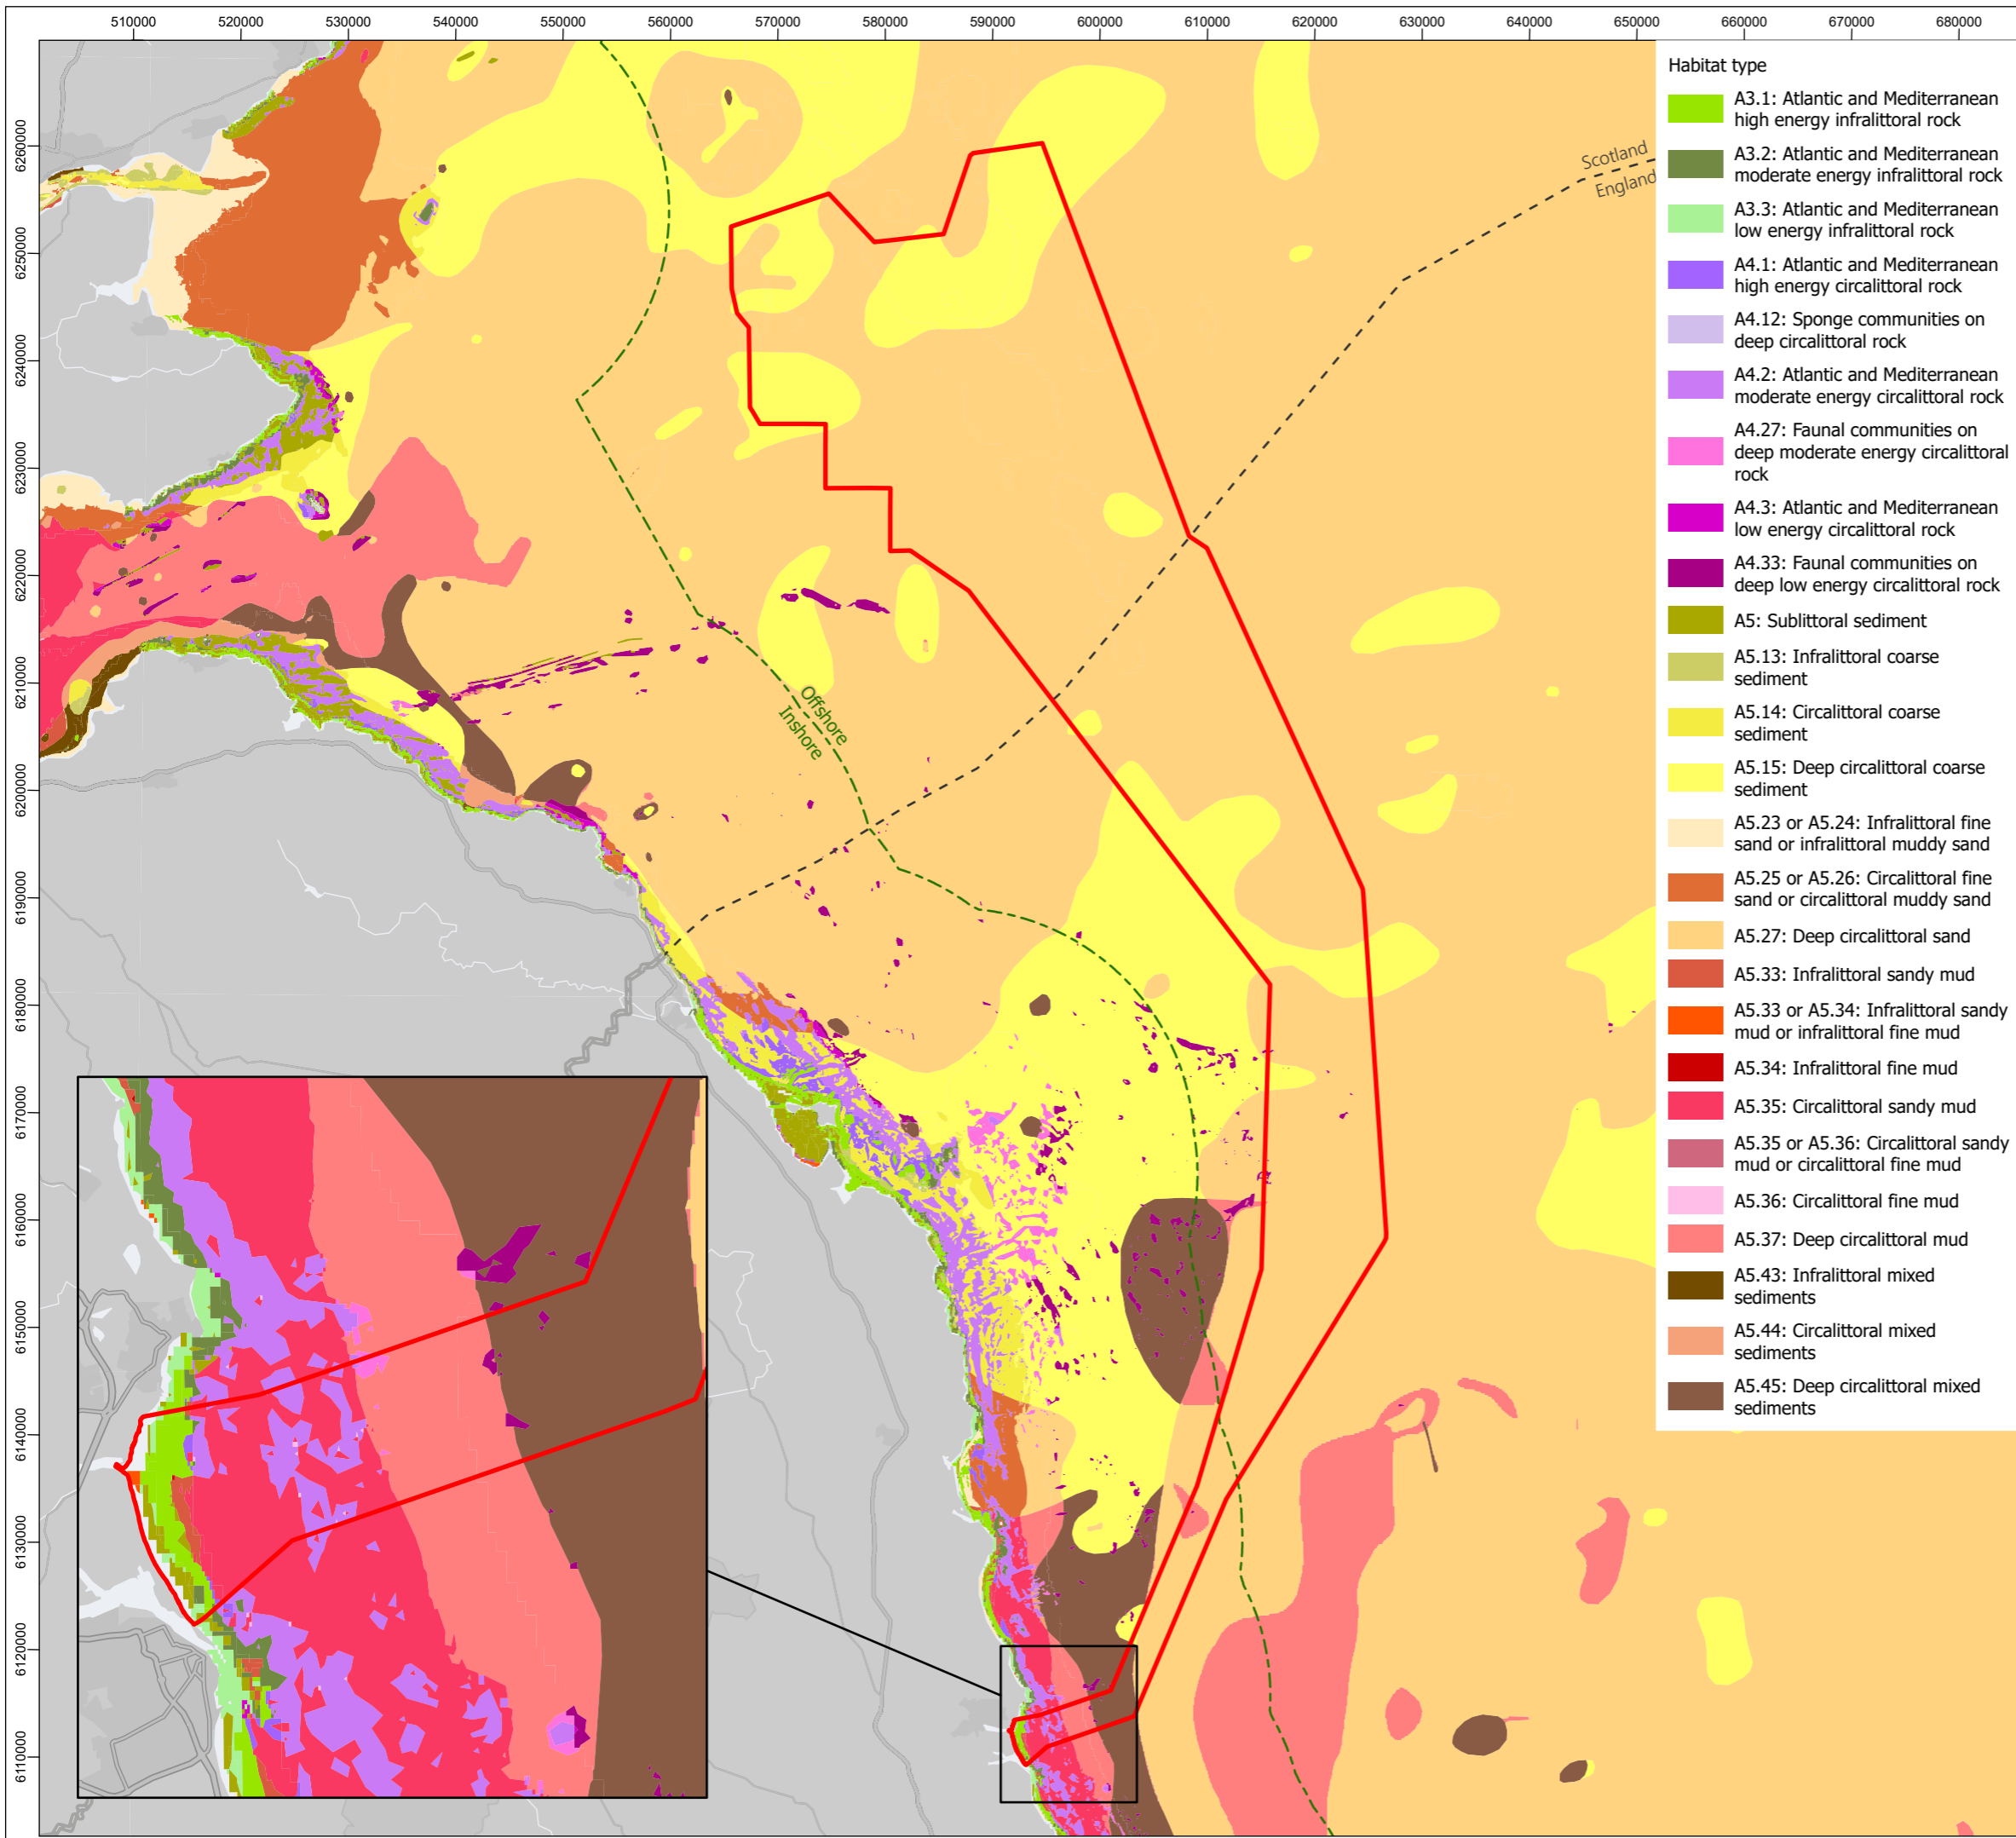 510000 520000 530000 540000 550000 560000 570000 580000 590000 600000 610000 620000 630000 640000 650000 660000 670000 680000
6260000
6250000
6240000
6230000
6220000
6210000
6200000
6190000
6180000
6170000
6160000
6150000
6140000
6130000
6120000
6110000
Scotland
England
Offshore
Inshore
Habitat type
A3.1: Atlantic and Mediterranean
high energy infralittoral rock
A3.2: Atlantic and Mediterranean
moderate energy infralittoral rock
A3.3: Atlantic and Mediterranean
low energy infralittoral rock
A4.1: Atlantic and Mediterranean
high energy circalittoral rock
A4.12: Sponge communities on
deep circalittoral rock
A4.2: Atlantic and Mediterranean
moderate energy circalittoral rock
A4.27: Faunal communities on
deep moderate energy circalittoral
rock
A4.3: Atlantic and Mediterranean
low energy circalittoral rock
A4.33: Faunal communities on
deep low energy circalittoral rock
A5: Sublittoral sediment
A5.13: Infralittoral coarse
sediment
A5.14: Circalittoral coarse
sediment
A5.15: Deep circalittoral coarse
sediment
A5.23 or A5.24: Infralittoral fine
sand or infralittoral muddy sand
A5.25 or A5.26: Circalittoral fine
sand or circalittoral muddy sand
A5.27: Deep circalittoral sand
A5.33: Infralittoral sandy mud
A5.33 or A5.34: Infralittoral sandy
mud or infralittoral fine mud
A5.34: Infralittoral fine mud
A5.35: Circalittoral sandy mud
A5.35 or A5.36: Circalittoral sandy
mud or circalittoral fine mud
A5.36: Circalittoral fine mud
A5.37: Deep circalittoral mud
A5.43: Infralittoral mixed
sediments
A5.44: Circalittoral mixed
sediments
A5.45: Deep circalittoral mixed
sediments